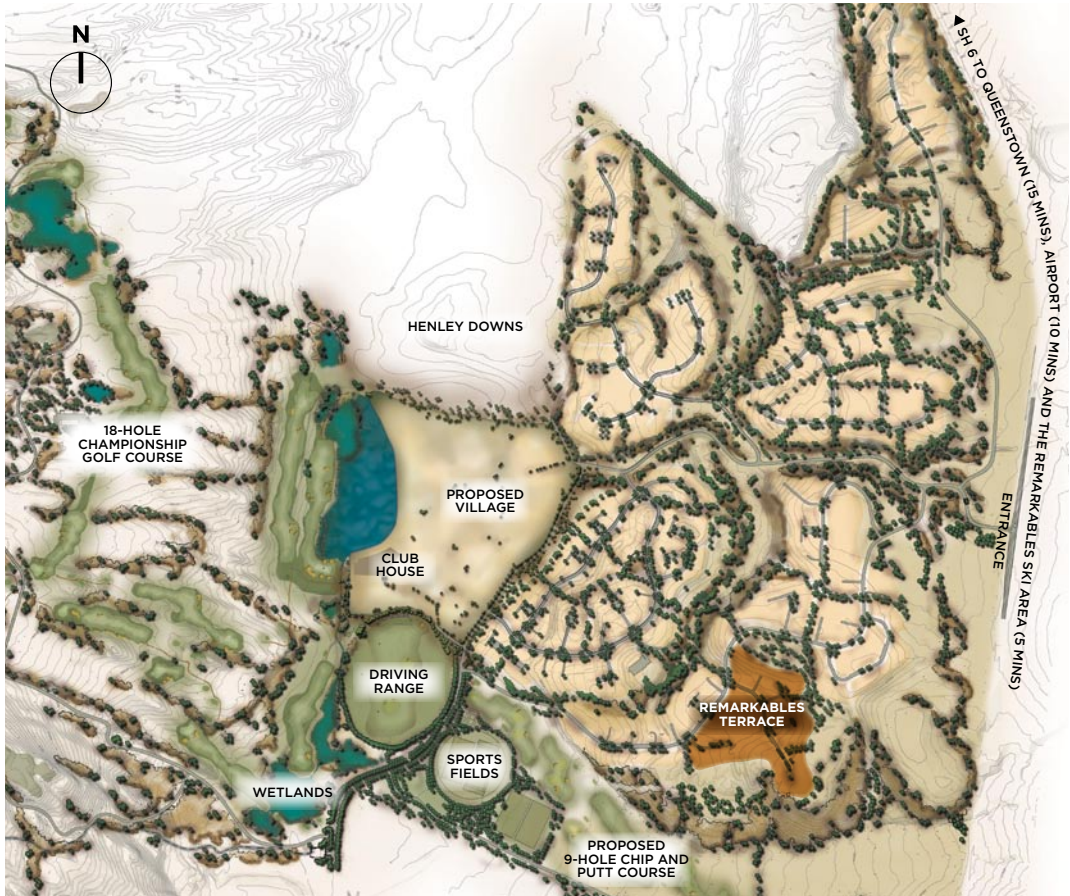 N
SH 6 TO QUEENSTOWN (15 MINS), AIRPORT (10 MINS) AND THE REMARKABLES SKI AREA (5 MINS)
HENLEY DOWNS
18-HOLE
CHAMPIONSHIP
GOLF COURSE
PROPOSED
VILLAGE
ENTRANCE
CLUB
HOUSE
DRIVING
RANGE
REMARKABLES
TERRACE
SPORTS
FIELDS
WETLANDS
PROPOSED
9-HOLE CHIP AND
PUTT COURSE